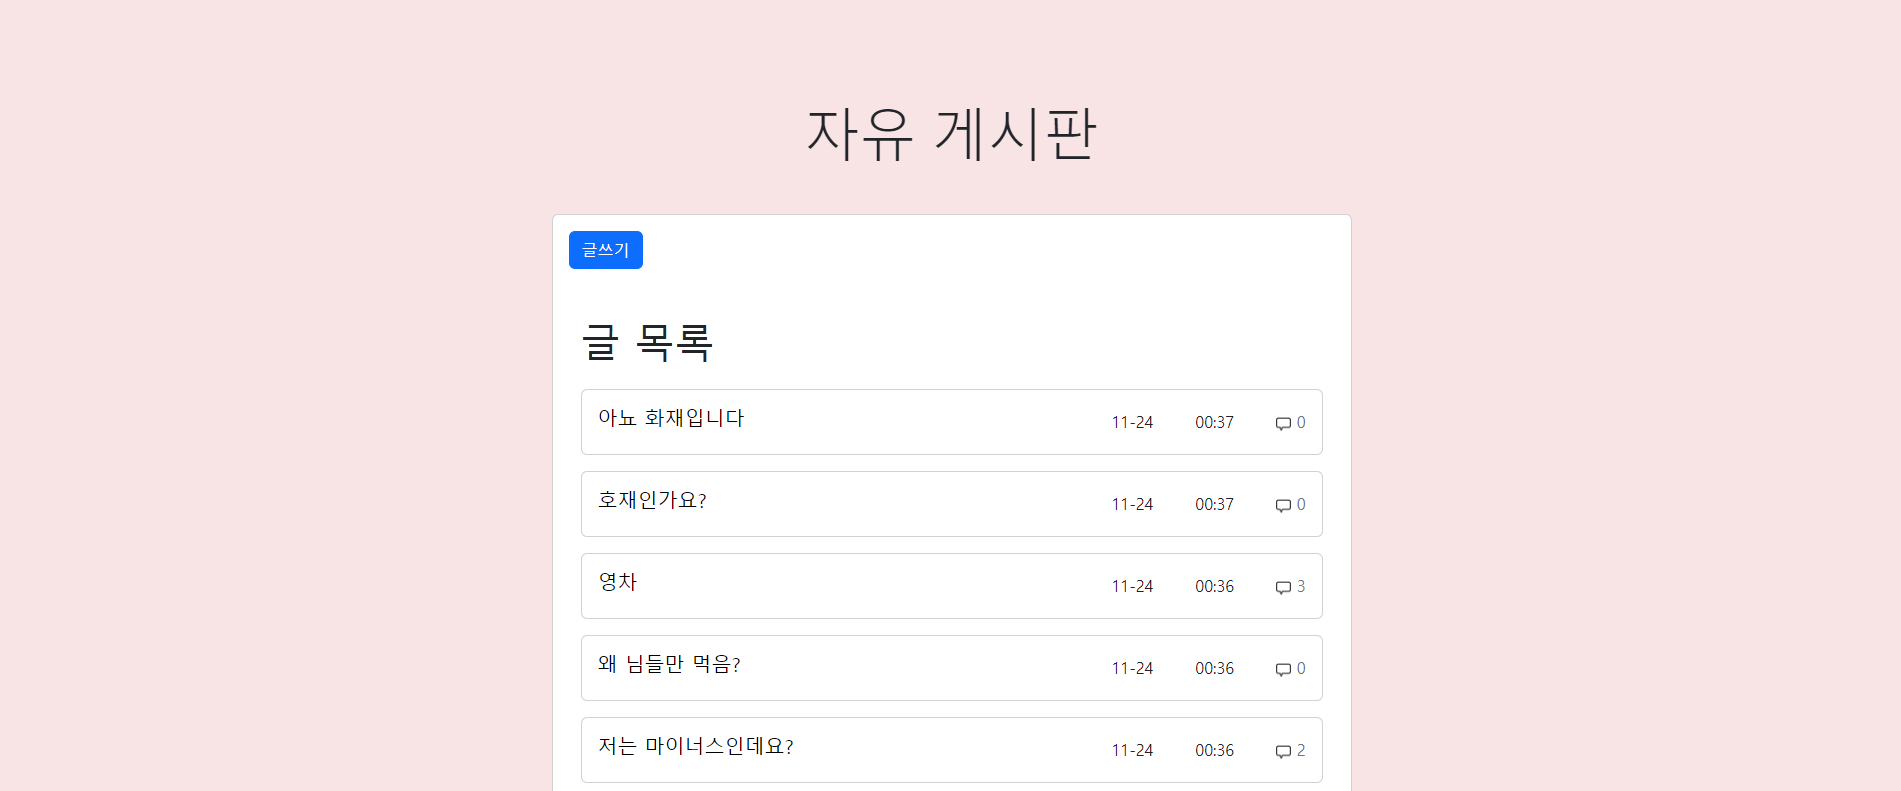 자유 게시판
글쓰기
글 목록
아뇨 화재입니다 11-24 00:37 0
호재인가요? 11-24 00:37 0
영차 11-24 00:36 3
왜 님들만 먹음? 11-24 00:36 0
저는 마이너스인데요? 11-24 00:36 2